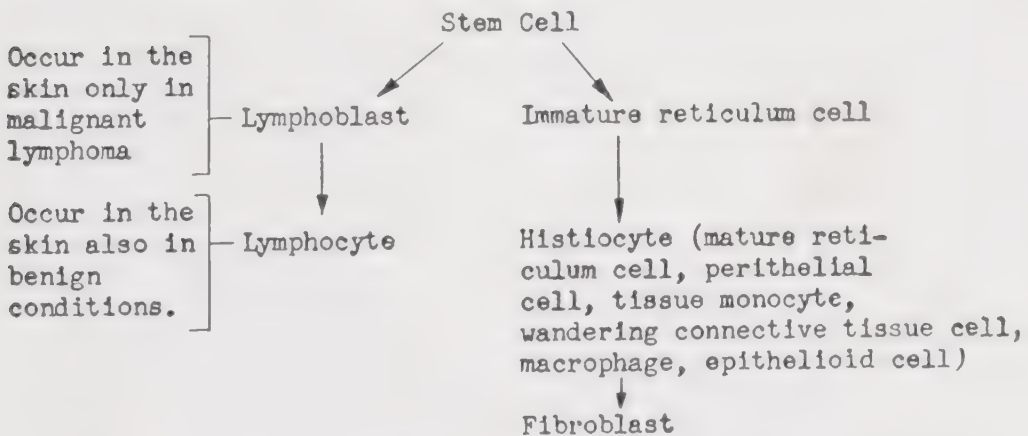 Stem Cell
Occur in the
skin only in
malignant
lymphoma
Lymphoblast
Immature reticulum cell
Occur in the
skin also in
benign
conditions.
Lymphocyte
Histiocyte (mature reti-
culum cell, perithelial
cell, tissue monocyte,
wandering connective tissue cell,
macrophage, epithelioid cell)
Fibroblast